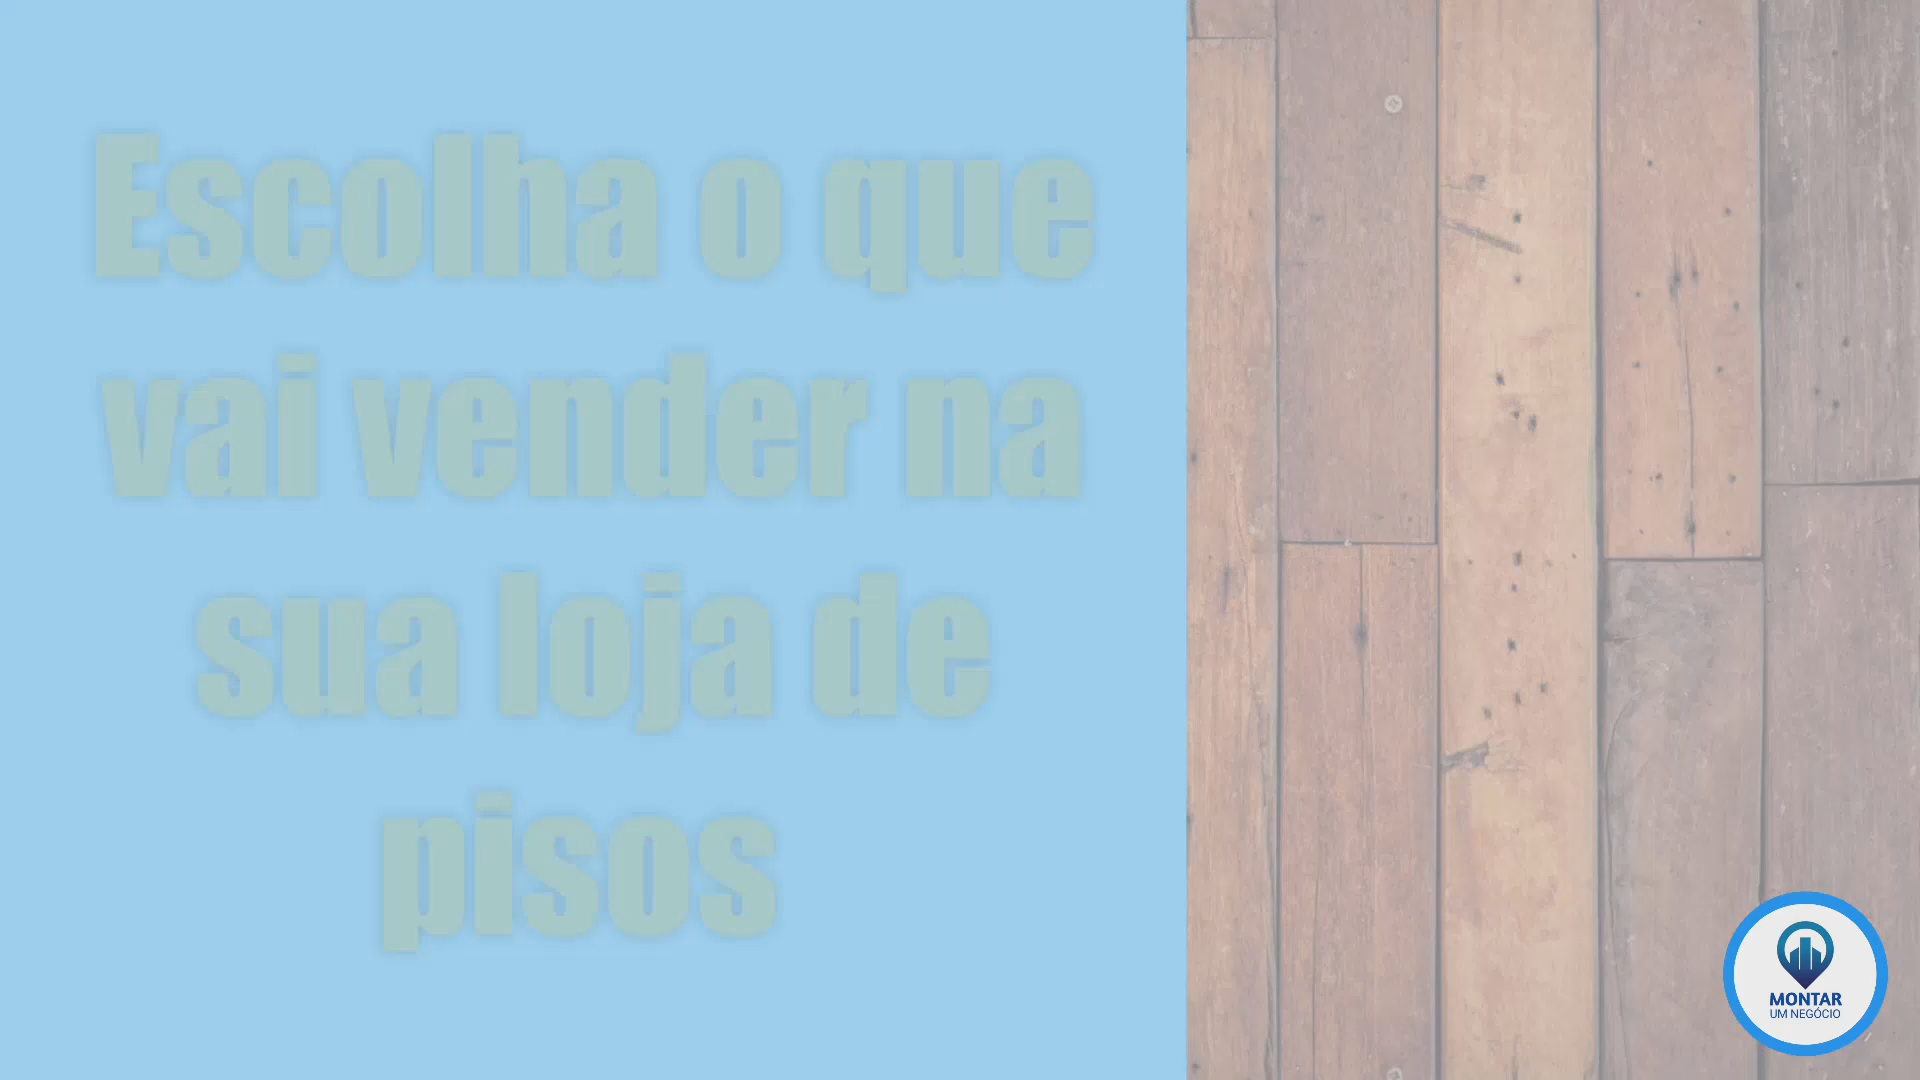 Escolha o que
vai vender na
sua loja de
pisos
MONTAR
UM NEGÓCIO